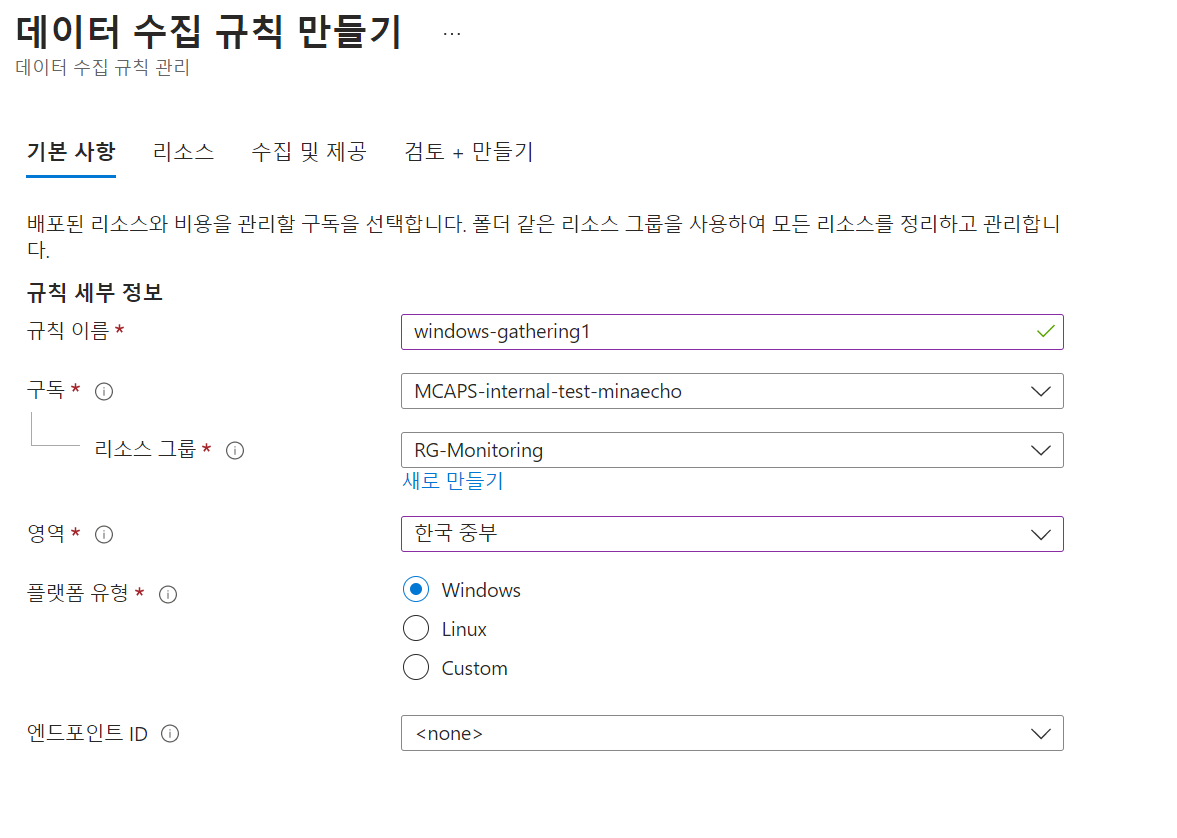 데이터 수집 규칙 만들기 ...
데이터 수집 규칙 관리
기본 사항 리소스 수집 및 제공 검토 + 만들기
배포된 리소스와 비용을 관리할 구독을 선택합니다. 폴더 같은 리소스 그룹을 사용하여 모든 리소스를 정리하고 관리합니
다.
규칙 세부 정보
규칙 이름 * windows-gathering1
구독 * MCAPS-internal-test-minaecho
리소스 그룹 * RG-Monitoring
새로 만들기
영역 * 한국 중부
플랫폼 유형 * Windows
Linux
Custom
엔드포인트 ID <none>